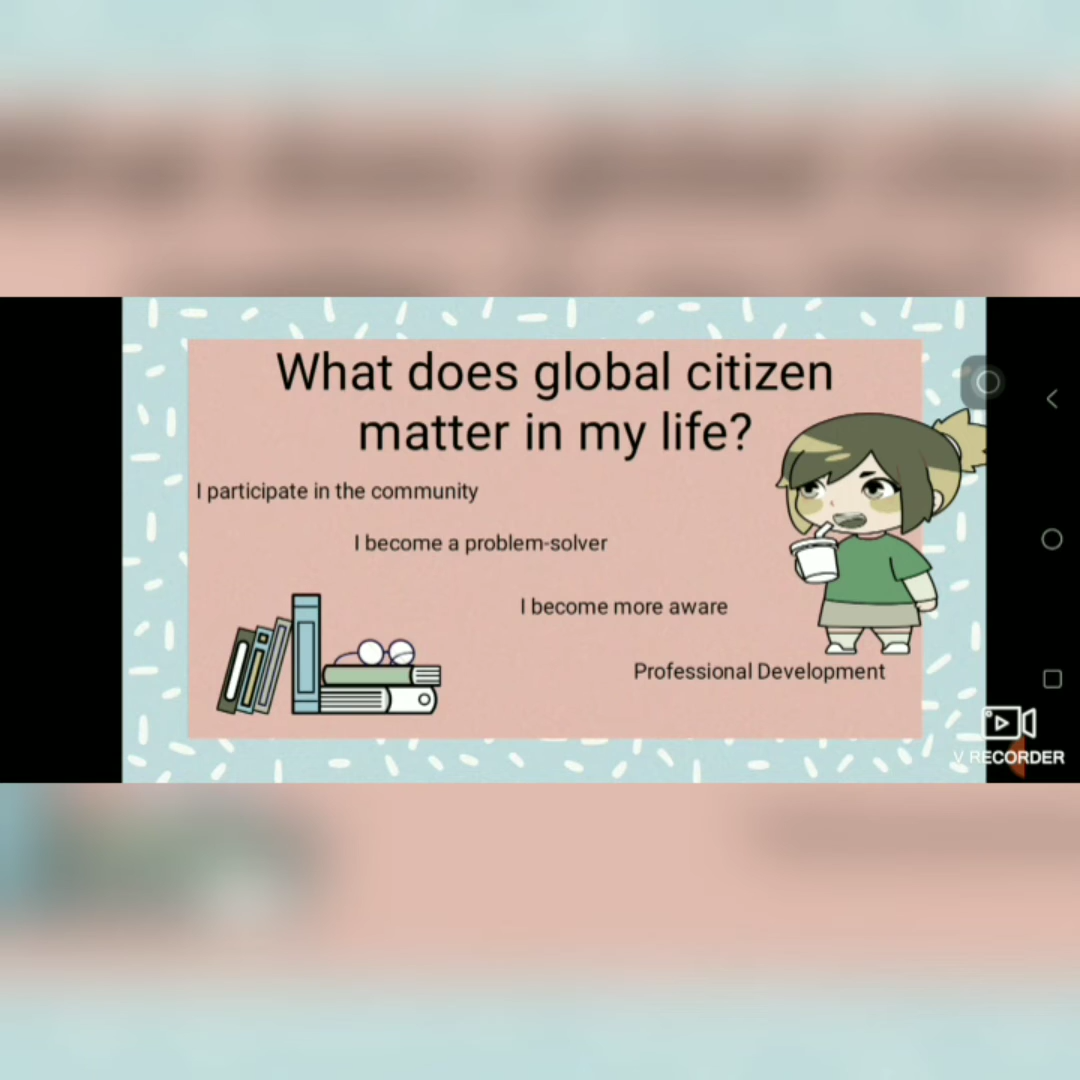 What does global citizen
matter in my life?
I participate in the community
I become a problem-solver
I become more aware
Professional Development
V RECORDER